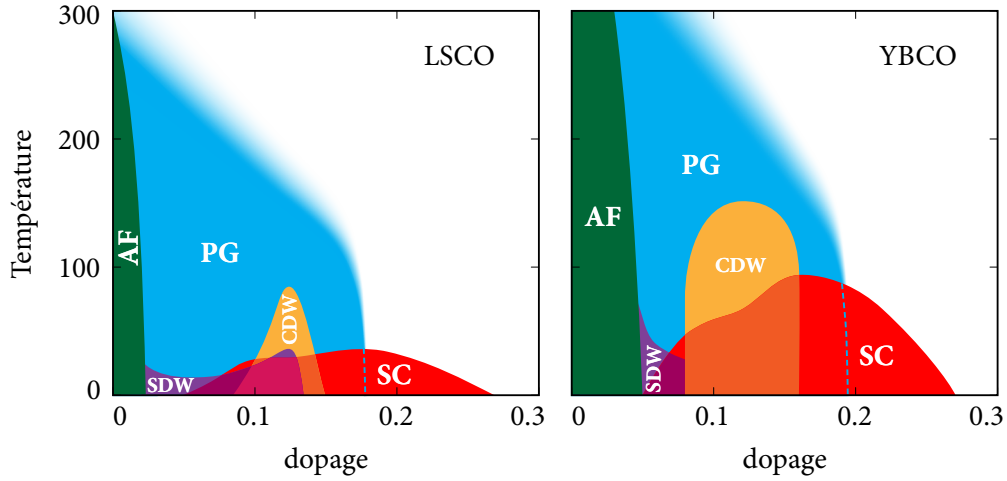 300
LSCO
YBCO
200
Température
AF
PG
PG
AF
100
CDW
CDW
SDW
SC
SDW
SC
0
0
0.1
0.2
0.3
0
0.1
0.2
0.3
dopage
dopage